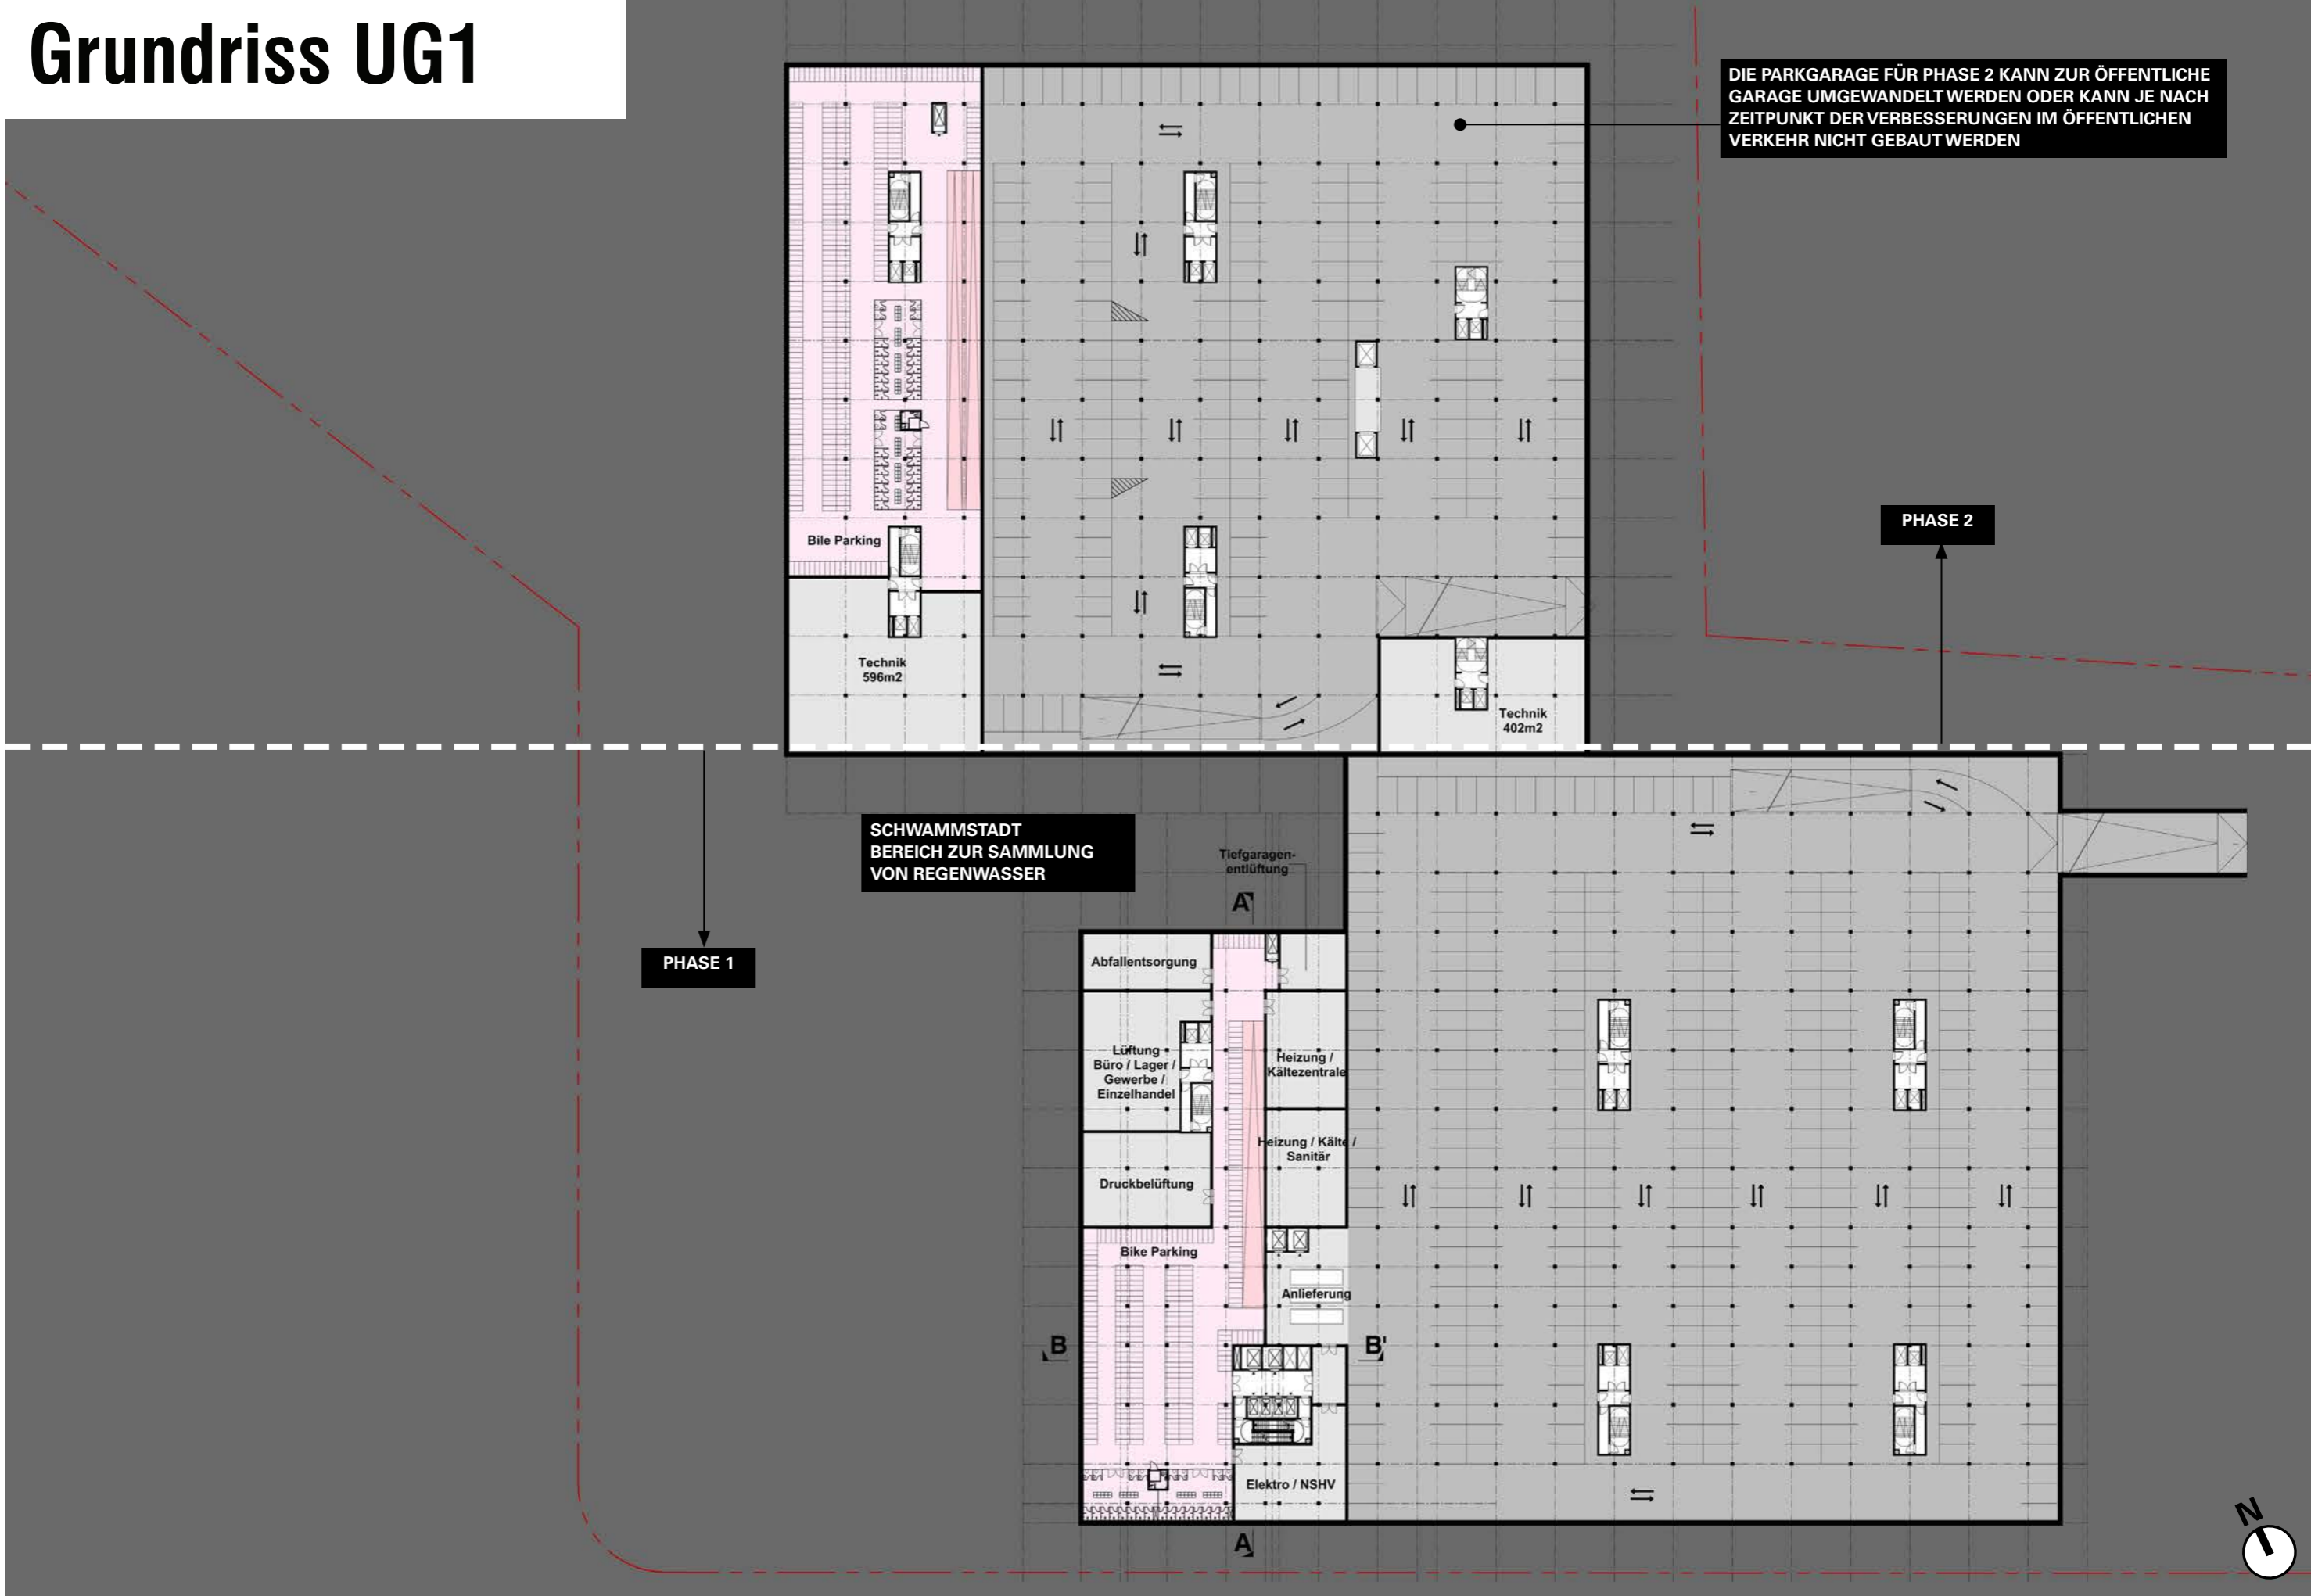 Grundriss UG1
DIE PARKGARAGE FÜR PHASE 2 KANN ZUR ÖFFENTLICHE
GARAGE UMGEWANDELT WERDEN ODER KANN JE NACH
ZEITPUNKT DER VERBESSERUNGEN IM ÖFFENTLICHEN
VERKEHR NICHT GEBAUT WERDEN
PHASE 2
Bile Parking
Technik
596m2
Technik
402m2
SCHWAMMSTADT
BEREICH ZUR SAMMLUNG
VON REGENWASSER
Tiefgaragen-
entlüftung
A'
PHASE 1
Abfallentsorgung
Lüftung
Büro / Lager /
Gewerbe /
Einzelhandel
Heizung /
Kältezentrale
Heizung / Kälte /
Sanitär
Druckbelüftung
Bike Parking
Anlieferung
B
B'
Elektro / NSHV
A
N